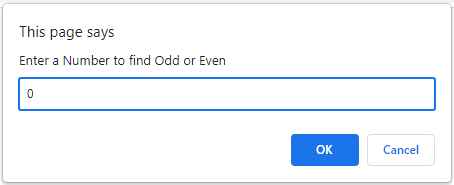 This page says
Enter a Number to find Odd or Even
0
OK
Cancel